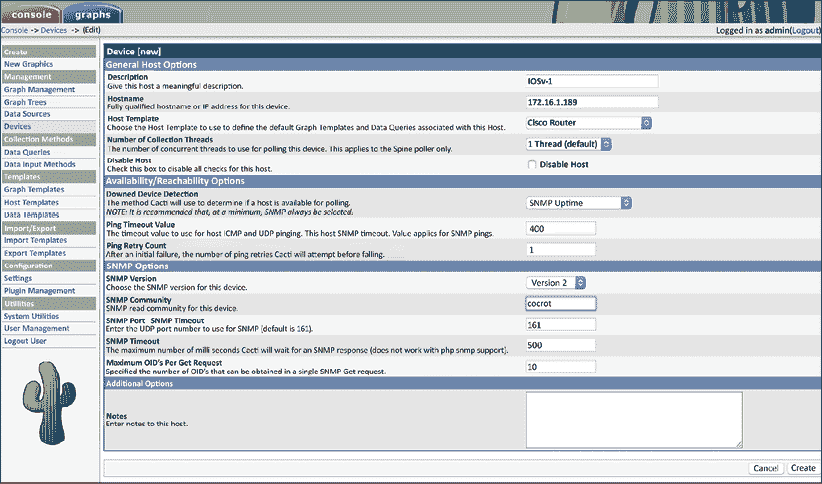 console graphs
Console -> Devices -> (Edit) Logged in as admin(Logout)
Create
New Graphics
Management
Graph Management
Graph Trees
Data Sources
Devices
Collection Methods
Data Queries
Data Input Methods
Templates
Graph Templates
Host Templates
Data Templates
Import/Export
Import Templates
Export Templates
Configuration
Settings
Plugin Management
Utilities
System Utilities
User Management
Logout User
Device [new]
General Host Options
Description IOSv-1
Give this host a meaningful description.
Hostname 172.16.1.189
Fully qualified hostname or IP address for this device.
Host Template Cisco Router
Choose the Host Template to use to define the default Graph Templates and Data Queries associated with this Host.
Number of Collection Threads 1 Thread (default)
The number of concurrent threads to use for polling this device. This applies to the Spine poller only.
Disable Host Disable Host
Check this box to disable all checks for this host.
Availability/Reachability Options
Downed Device Detection SNMP Uptime
The method Cacti will use to determine if a host is available for polling.
NOTE: It is recommended that, at a minimum, SNMP always be selected.
Ping Timeout Value 400
The timeout value to use for host ICMP and UDP pinging. This host SNMP timeout. Value applies for SNMP pings.
Ping Retry Count 1
After an initial failure, the number of ping retries Cacti will attempt before failing.
SNMP Options
SNMP Version Version 2
Choose the SNMP version for this device.
SNMP Community cocrot
SNMP read community for this device.
SNMP Port - SNMP Timeout 161
Enter the UDP port number to use for SNMP (default is 161).
SNMP Timeout 500
The maximum number of milli seconds Cacti will wait for an SNMP response (does not work with php snmp support).
Maximum OID's Per Get Request 10
Specified the number of OID's that can be obtained in a single SNMP Get request.
Additional Options
Notes
Enter notes to this host.
Cancel Create